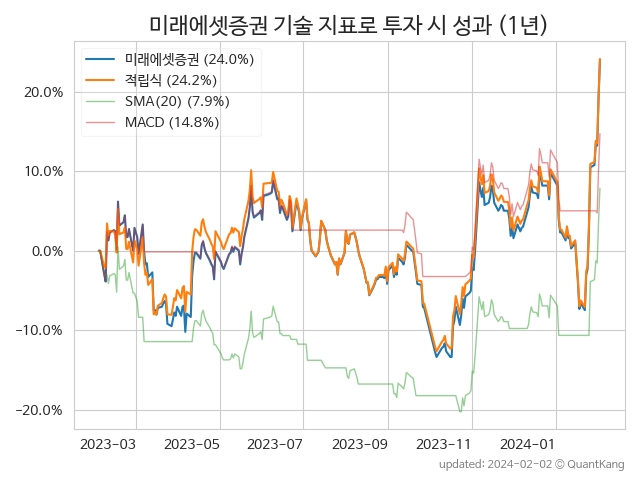 미래에셋증권 기술 지표로 투자 시 성과 (1년)
미래에셋증권 (24.0%)
적립식 (24.2%)
SMA(20) (7.9%)
MACD (14.8%)
20.0%
10.0%
0.0%
−10.0%
−20.0%
2023-03 2023-05 2023-07 2023-09 2023-11 2024-01
updated: 2024-02-02 © QuantKang